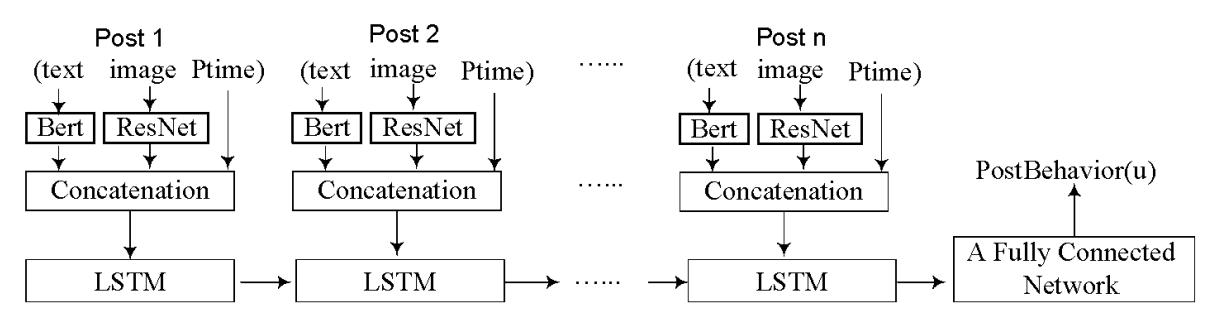 Post 1 Post 2 Post n
(text image Ptime) (text image Ptime) ...... (text image Ptime)
Bert ResNet Bert ResNet Bert ResNet
Concatenation Concatenation ...... Concatenation
PostBehavior(u)
LSTM LSTM ...... LSTM
A Fully Connected
Network